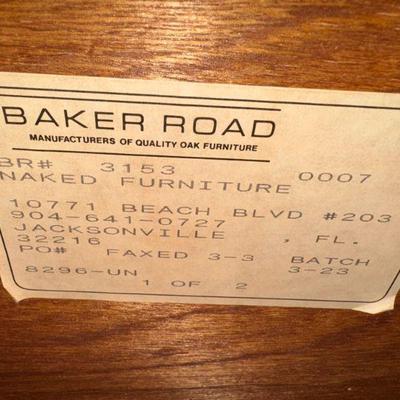 BAKER ROAD
MANUFACTURERS OF QUALITY OAK FURNITURE
BR# 3153 0007
NAKED FURNITURE
10771 BEACH BLVD #203
904-641-0727
JACKSONVILLE , FL.
32216
PO# FAXED 3-3 BATCH
8296-UN 3-23
1 OF 2